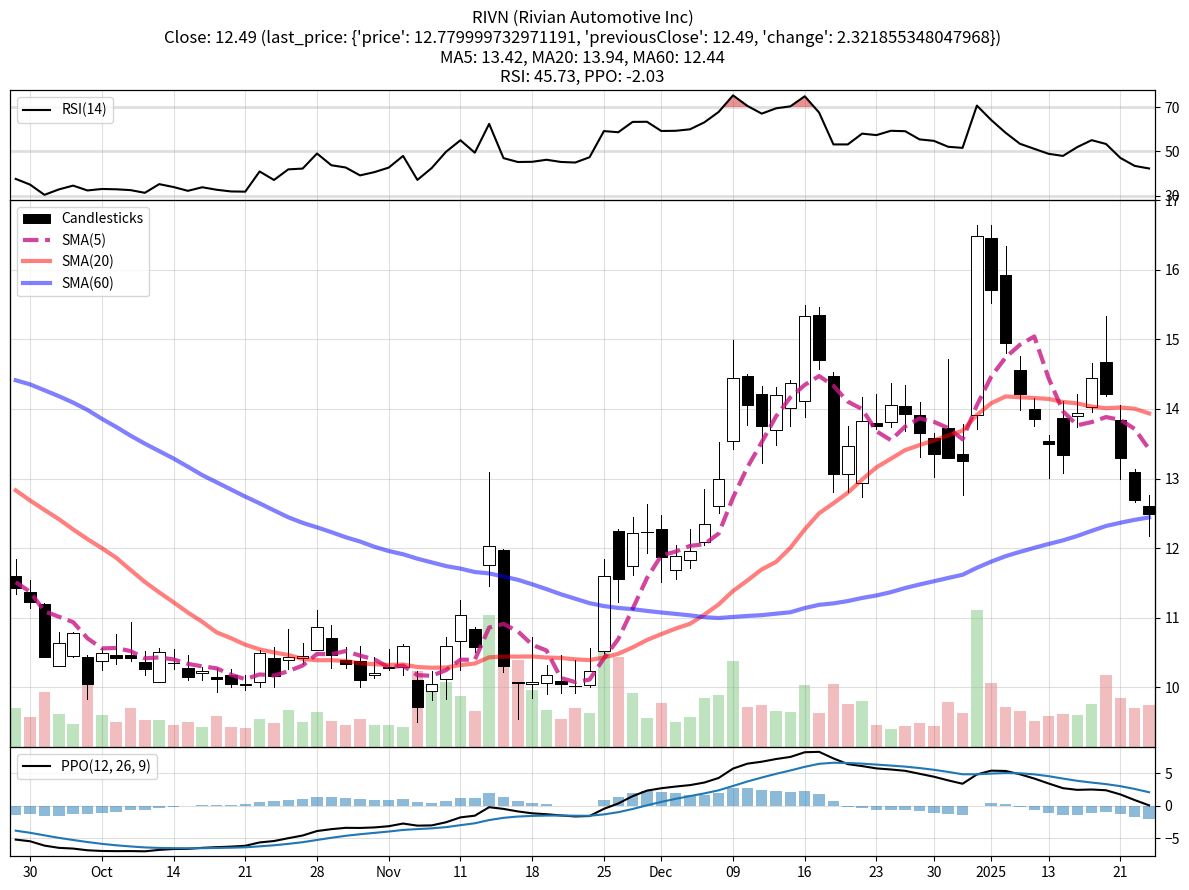 RIVN (Rivian Automotive Inc)
Close: 12.49 (last_price: {'price': 12.779999732971191, 'previousClose': 12.49, 'change': 2.321855348047968})
MA5: 13.42, MA20: 13.94, MA60: 12.44
RSI: 45.73, PPO: -2.03
RSI(14)
70
50
30
17
Candlesticks
SMA(5)
SMA(20)
SMA(60)
16
15
14
13
12
11
10
PPO(12, 26, 9)
5
0
−5
30 Oct 14 21 28 Nov 11 18 25 Dec 09 16 23 30 2025 13 21